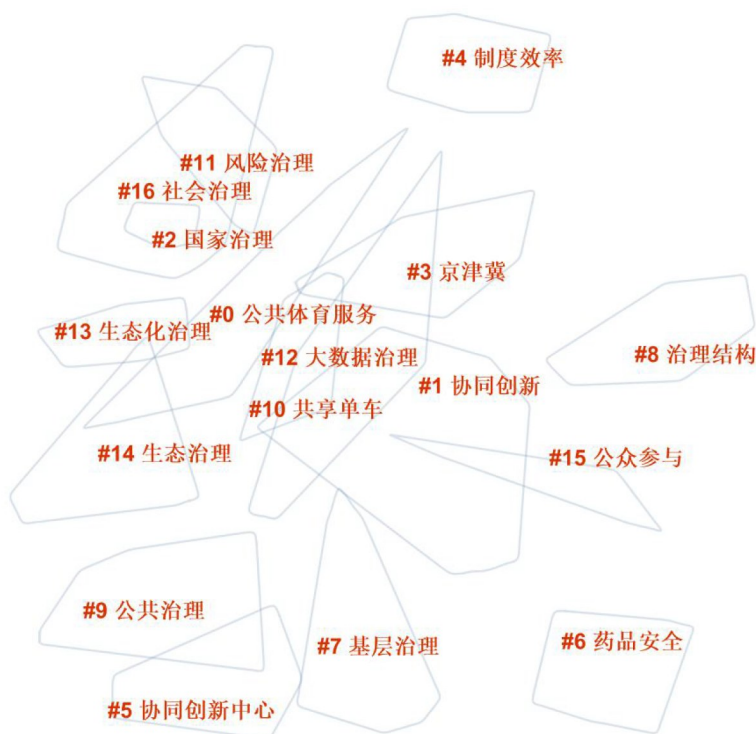 #4 制度效率
#11 风险治理
#16 社会治理
#2 国家治理
#3 京津冀
#0 公共体育服务
#13 生态化治理
#12 大数据治理
#8 治理结构
#1 协同创新
#10 共享单车
#14 生态治理
#15 公众参与
#9 公共治理
#7 基层治理
#6 药品安全
#5 协同创新中心